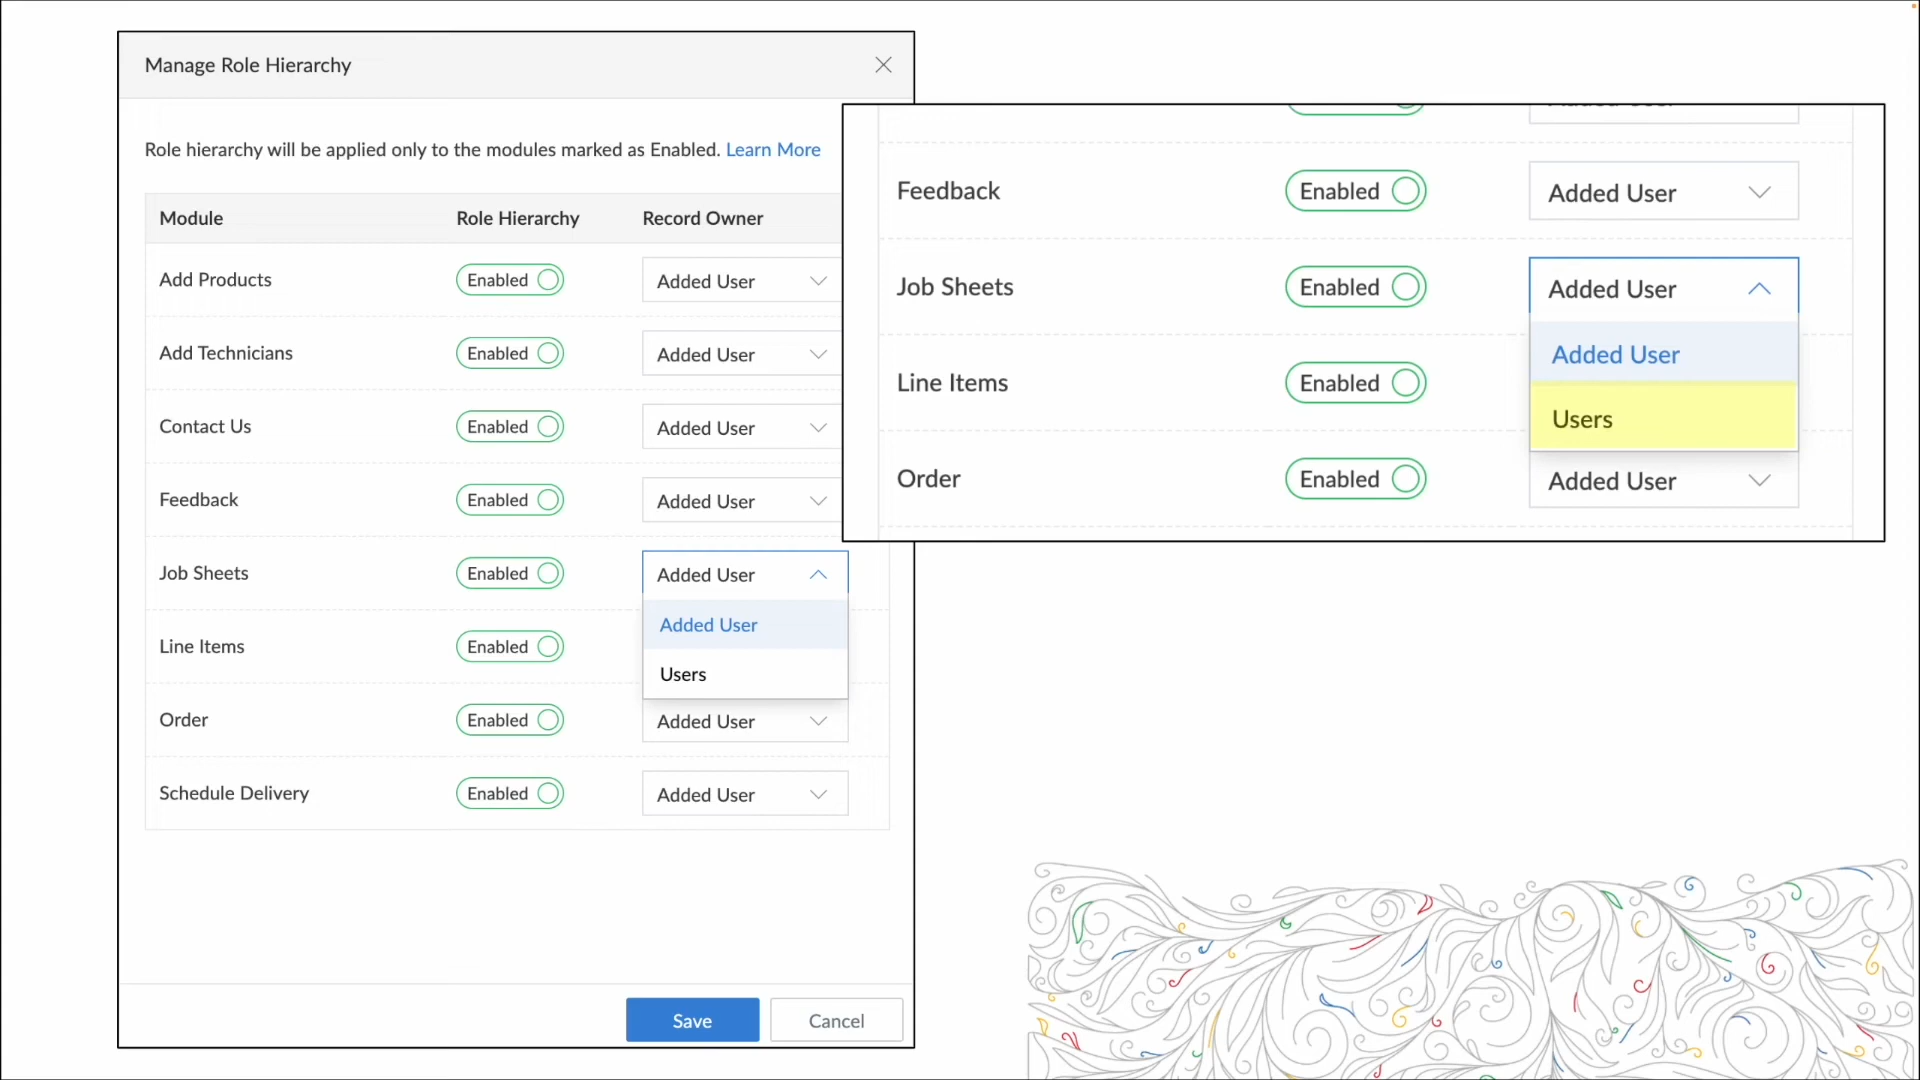 Manage Role Hierarchy
Role hierarchy will be applied only to the modules marked as Enabled. Learn More
Module Role Hierarchy Record Owner
Add Products Enabled Added User
Add Technicians Enabled Added User
Contact Us Enabled Added User
Feedback Enabled Added User
Job Sheets Enabled Added User
Added User
Line Items Enabled
Users
Order Enabled Added User
Schedule Delivery Enabled Added User
Save Cancel
Feedback Enabled Added User
Job Sheets Enabled Added User
Added User
Line Items Enabled
Users
Order Enabled Added User